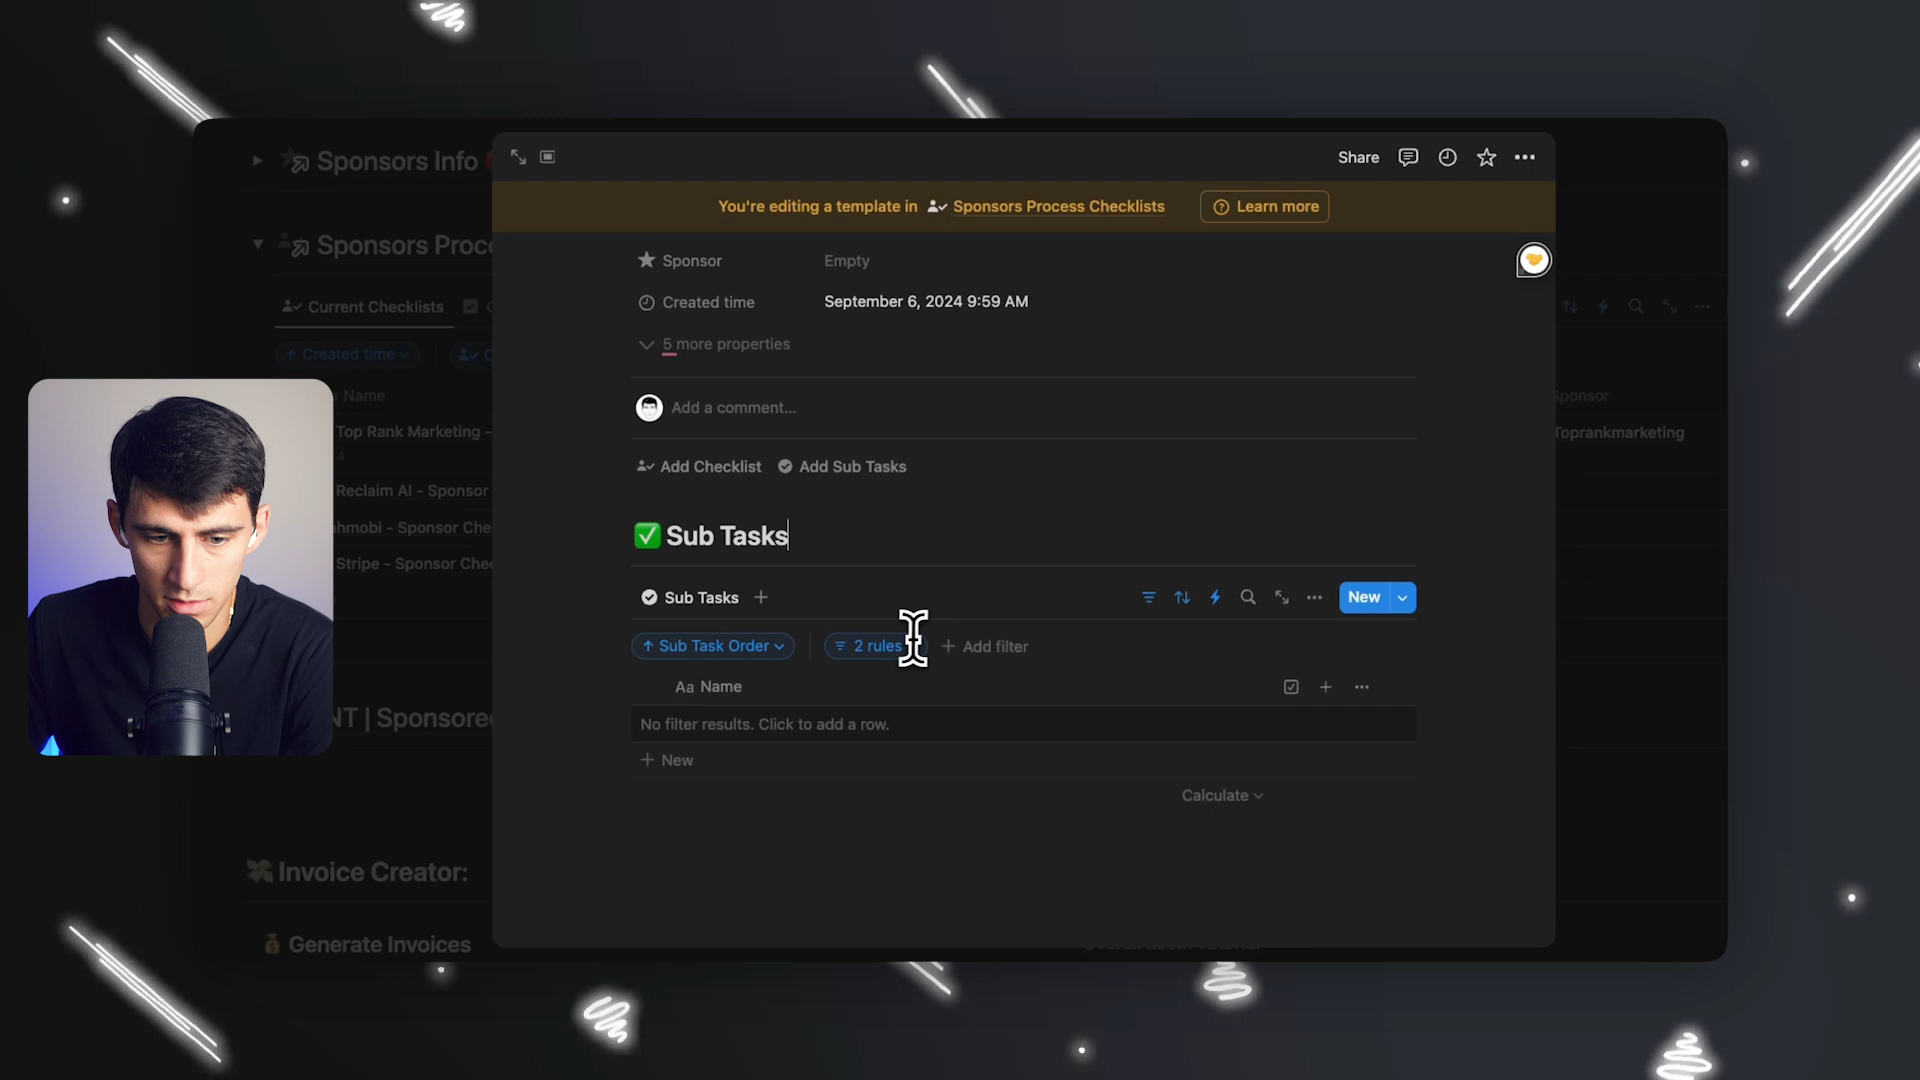 Sponsors Info
Share
You're editing a template in Sponsors Process Checklists
Learn more
Sponsors Proc
Sponsor
Empty
Created time
September 6, 2024 9:59 AM
5 more properties
Current Checklists
Created time
Name
Add a comment...
Sponsor
Top Rank Marketing -
4
Toprankmarketing
Add Checklist
Add Sub Tasks
Reclaim AI - Sponsor
hmobi - Sponsor Che
Stripe - Sponsor Chec
Sub Tasks
Sub Tasks
New
Sub Task Order
2 rules
Add filter
Aa Name
NT | Sponsored
No filter results. Click to add a row.
New
Calculate
Invoice Creator:
Generate Invoices